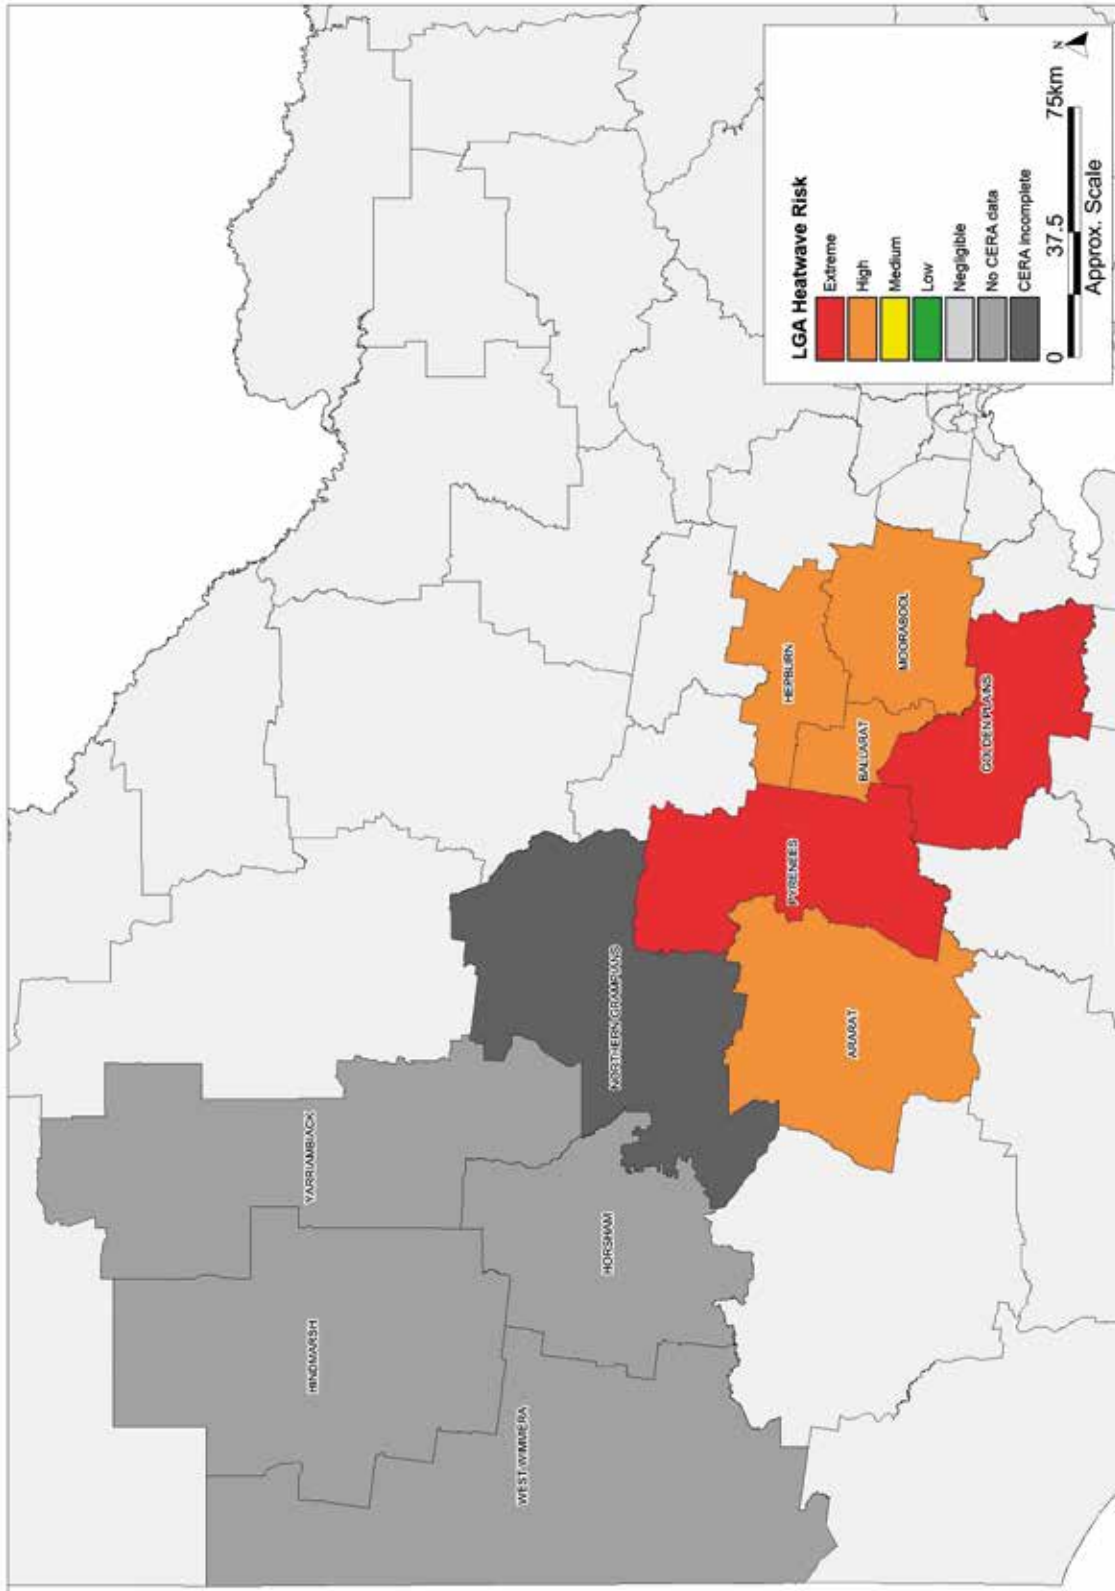 WEST WIMMERA
HINDMARSH
YARRIAMBIACK
HORSHAM
NORTHERN GRAMPIANS
ARARAT
PYRENEES
BALLARAT
HEPBURN
MOORABOOL
GOLDEN PLAINS
LGA Heatwave Risk
Extreme
High
Medium
Low
Negligible
No CERA data
CERA incomplete
0 37.5 75km
Approx. Scale
N